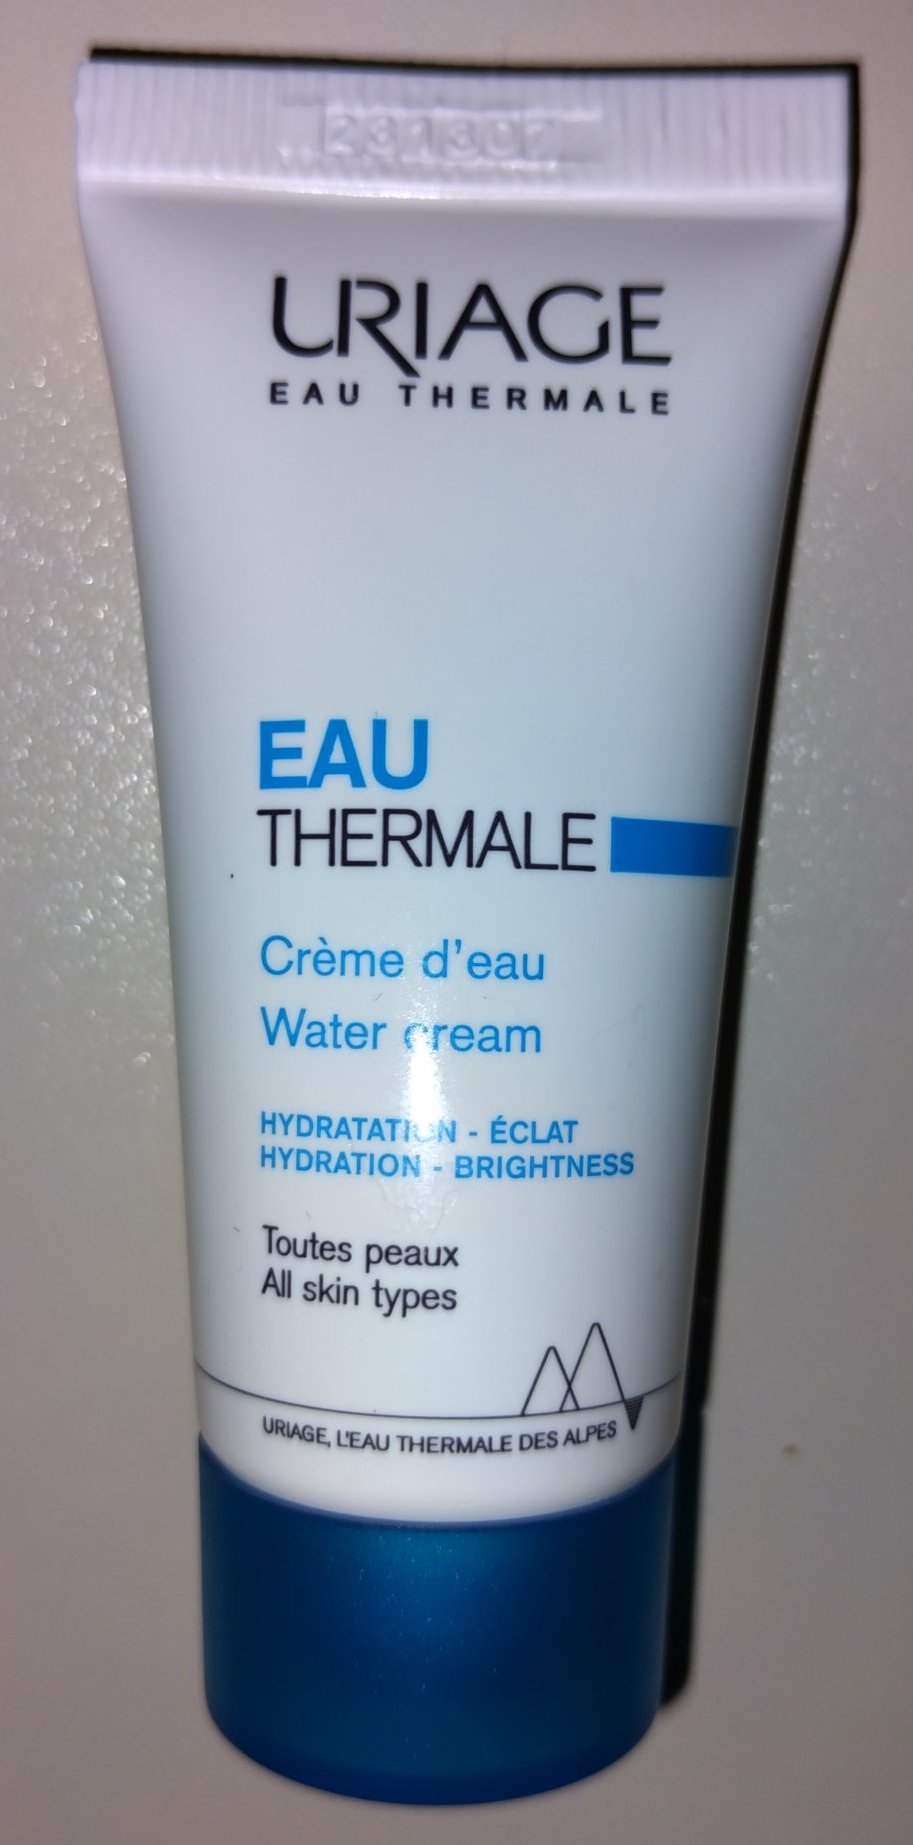 231307
URIAGE
EAU THERMALE
EAU
THERMALE
Crème d'eau
Water cream
HYDRATATION - ÉCLAT
HYDRATION - BRIGHTNESS
Toutes peaux
All skin types
URIAGE, L'EAU THERMALE DES ALPES